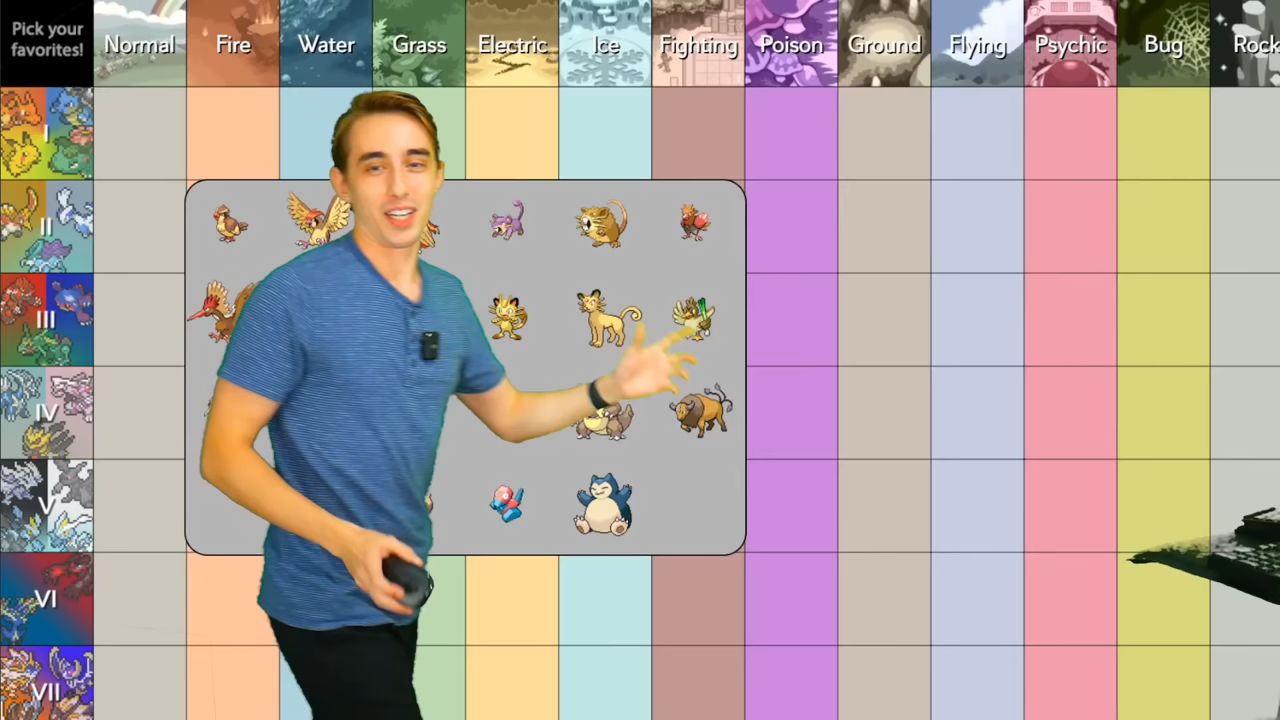 Pick your
favorites!
Normal
Fire
Water
Grass
Electric
Ice
Fighting
Poison
Ground
Flying
Psychic
Bug
Rock
I
II
III
IV
V
VI
VII